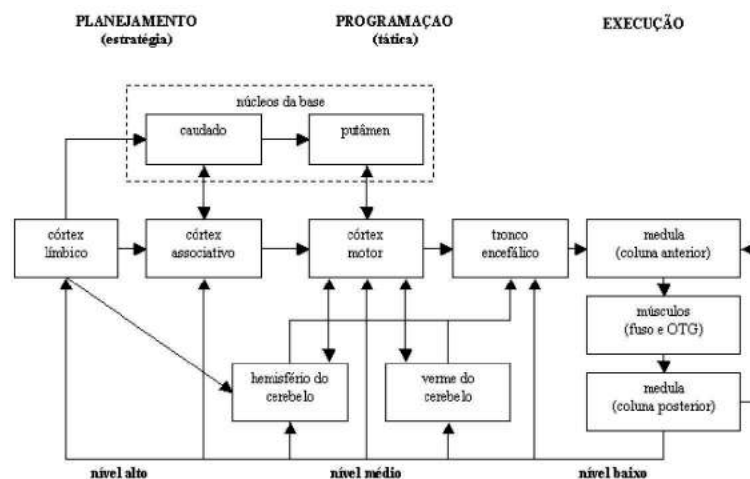 PLANEJAMENTO
(estratégia)
PROGRAMAÇAO
(tática)
EXECUÇÃO
núcleos da base
caudado
putâmen
córtex
límbico
córtex
associativo
córtex
motor
tronco
encefálico
medula
(coluna anterior)
músculos
(fuso e OTG)
hemisfério do
cerebelo
verme do
cerebelo
medula
(coluna posterior)
nível alto
nível médio
nível baixo